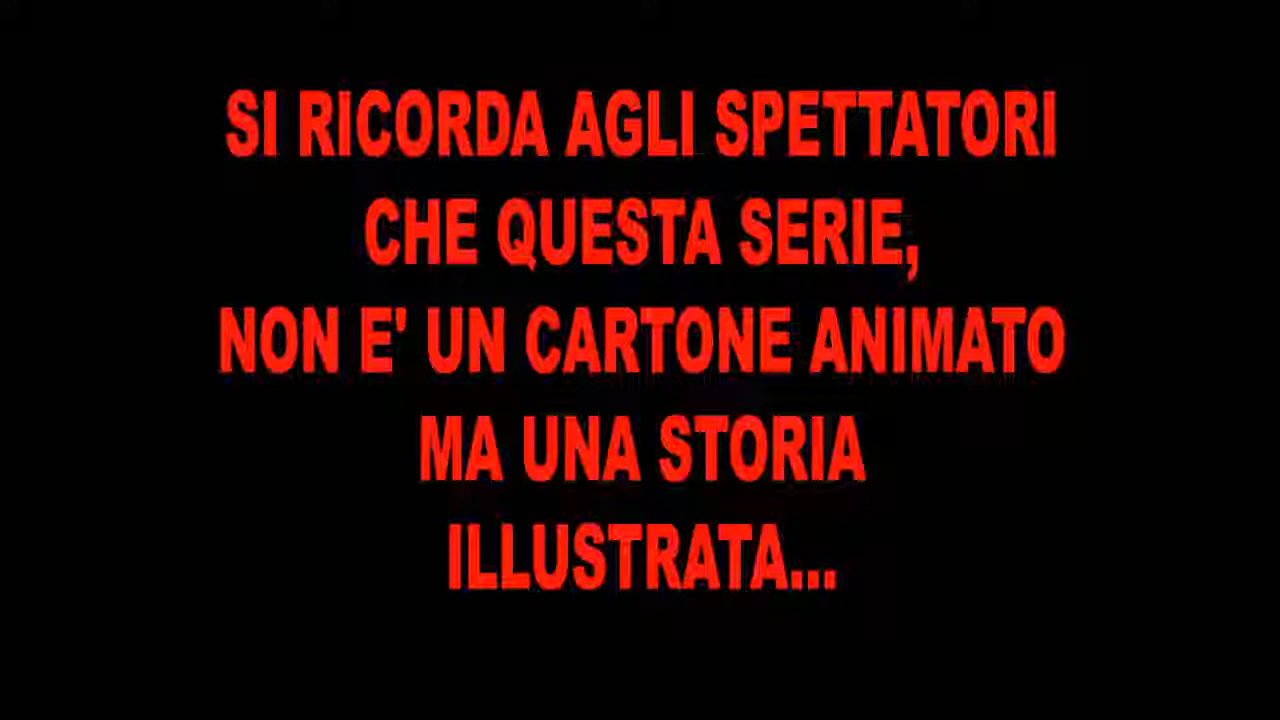 SI RICORDA AGLI SPETTATORI
CHE QUESTA SERIE,
NON E' UN CARTONE ANIMATO
MA UNA STORIA
ILLUSTRATA...